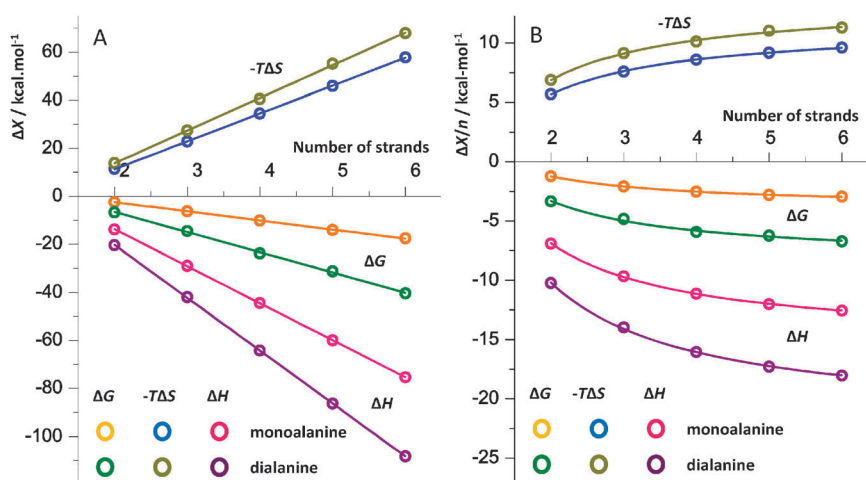 A
ΔX / kcal.mol-1
-TΔS
Number of strands
2 3 4 5 6
60
40
20
0
-20
-40
-60
-80
-100
ΔG
ΔH
ΔG -TΔS ΔH
monoalanine
dialanine
B
ΔX/n / kcal-mol-1
-TΔS
Number of strands
2 3 4 5 6
10
5
0
-5
-10
-15
-20
-25
ΔG
ΔH
ΔG -TΔS ΔH
monoalanine
dialanine